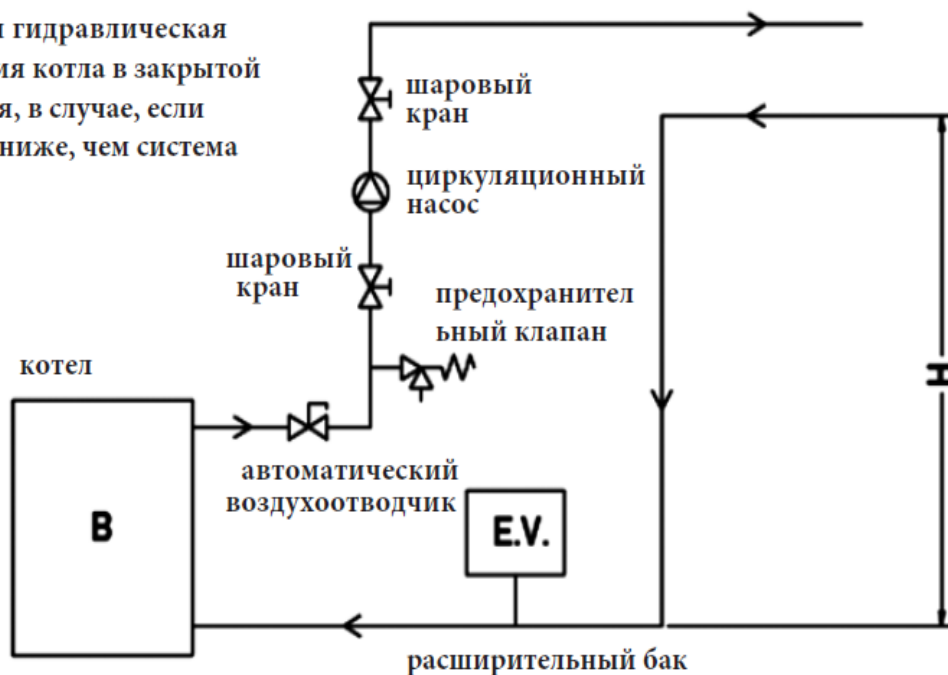 гидравлическая
котла в закрытой
в случае, если
ниже, чем система
шаровый
кран
циркуляционный
насос
шаровый
кран
предохранител
ьный клапан
котел
автоматический
воздухоотводчик
B
E.V.
H
расширительный бак